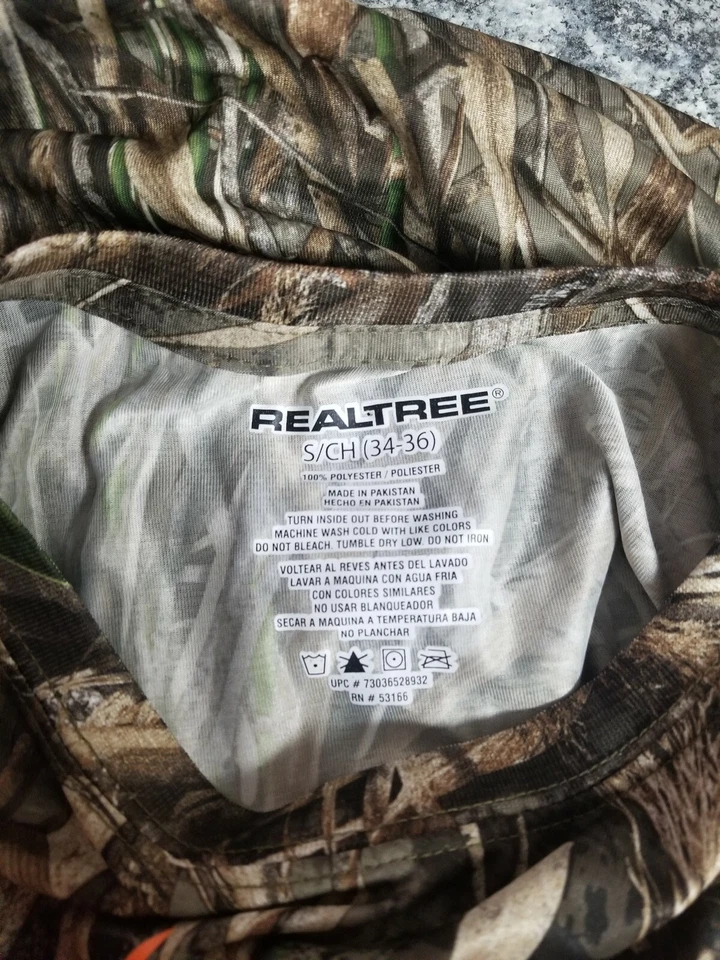 REALTREE®
S/CH (34-36)
100% POLYESTER / POLIESTER
MADE IN PAKISTAN
HECHO EN PAKISTAN
TURN INSIDE OUT BEFORE WASHING
MACHINE WASH COLD WITH LIKE COLORS
DO NOT BLEACH. TUMBLE DRY LOW. DO NOT IRON
VOLTEAR AL REVES ANTES DEL LAVADO
LAVAR A MAQUINA CON AGUA FRIA
CON COLORES SIMILARES
NO USAR BLANQUEADOR
SECAR A MAQUINA A TEMPERATURA BAJA
NO PLANCHAR
UPC # 73036528932
RN # 53166